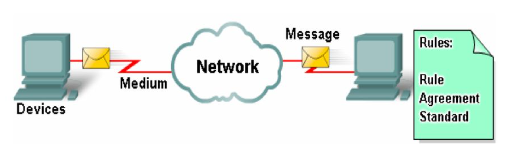 Devices
Medium
Network
Message
Rules:
Rule
Agreement
Standard